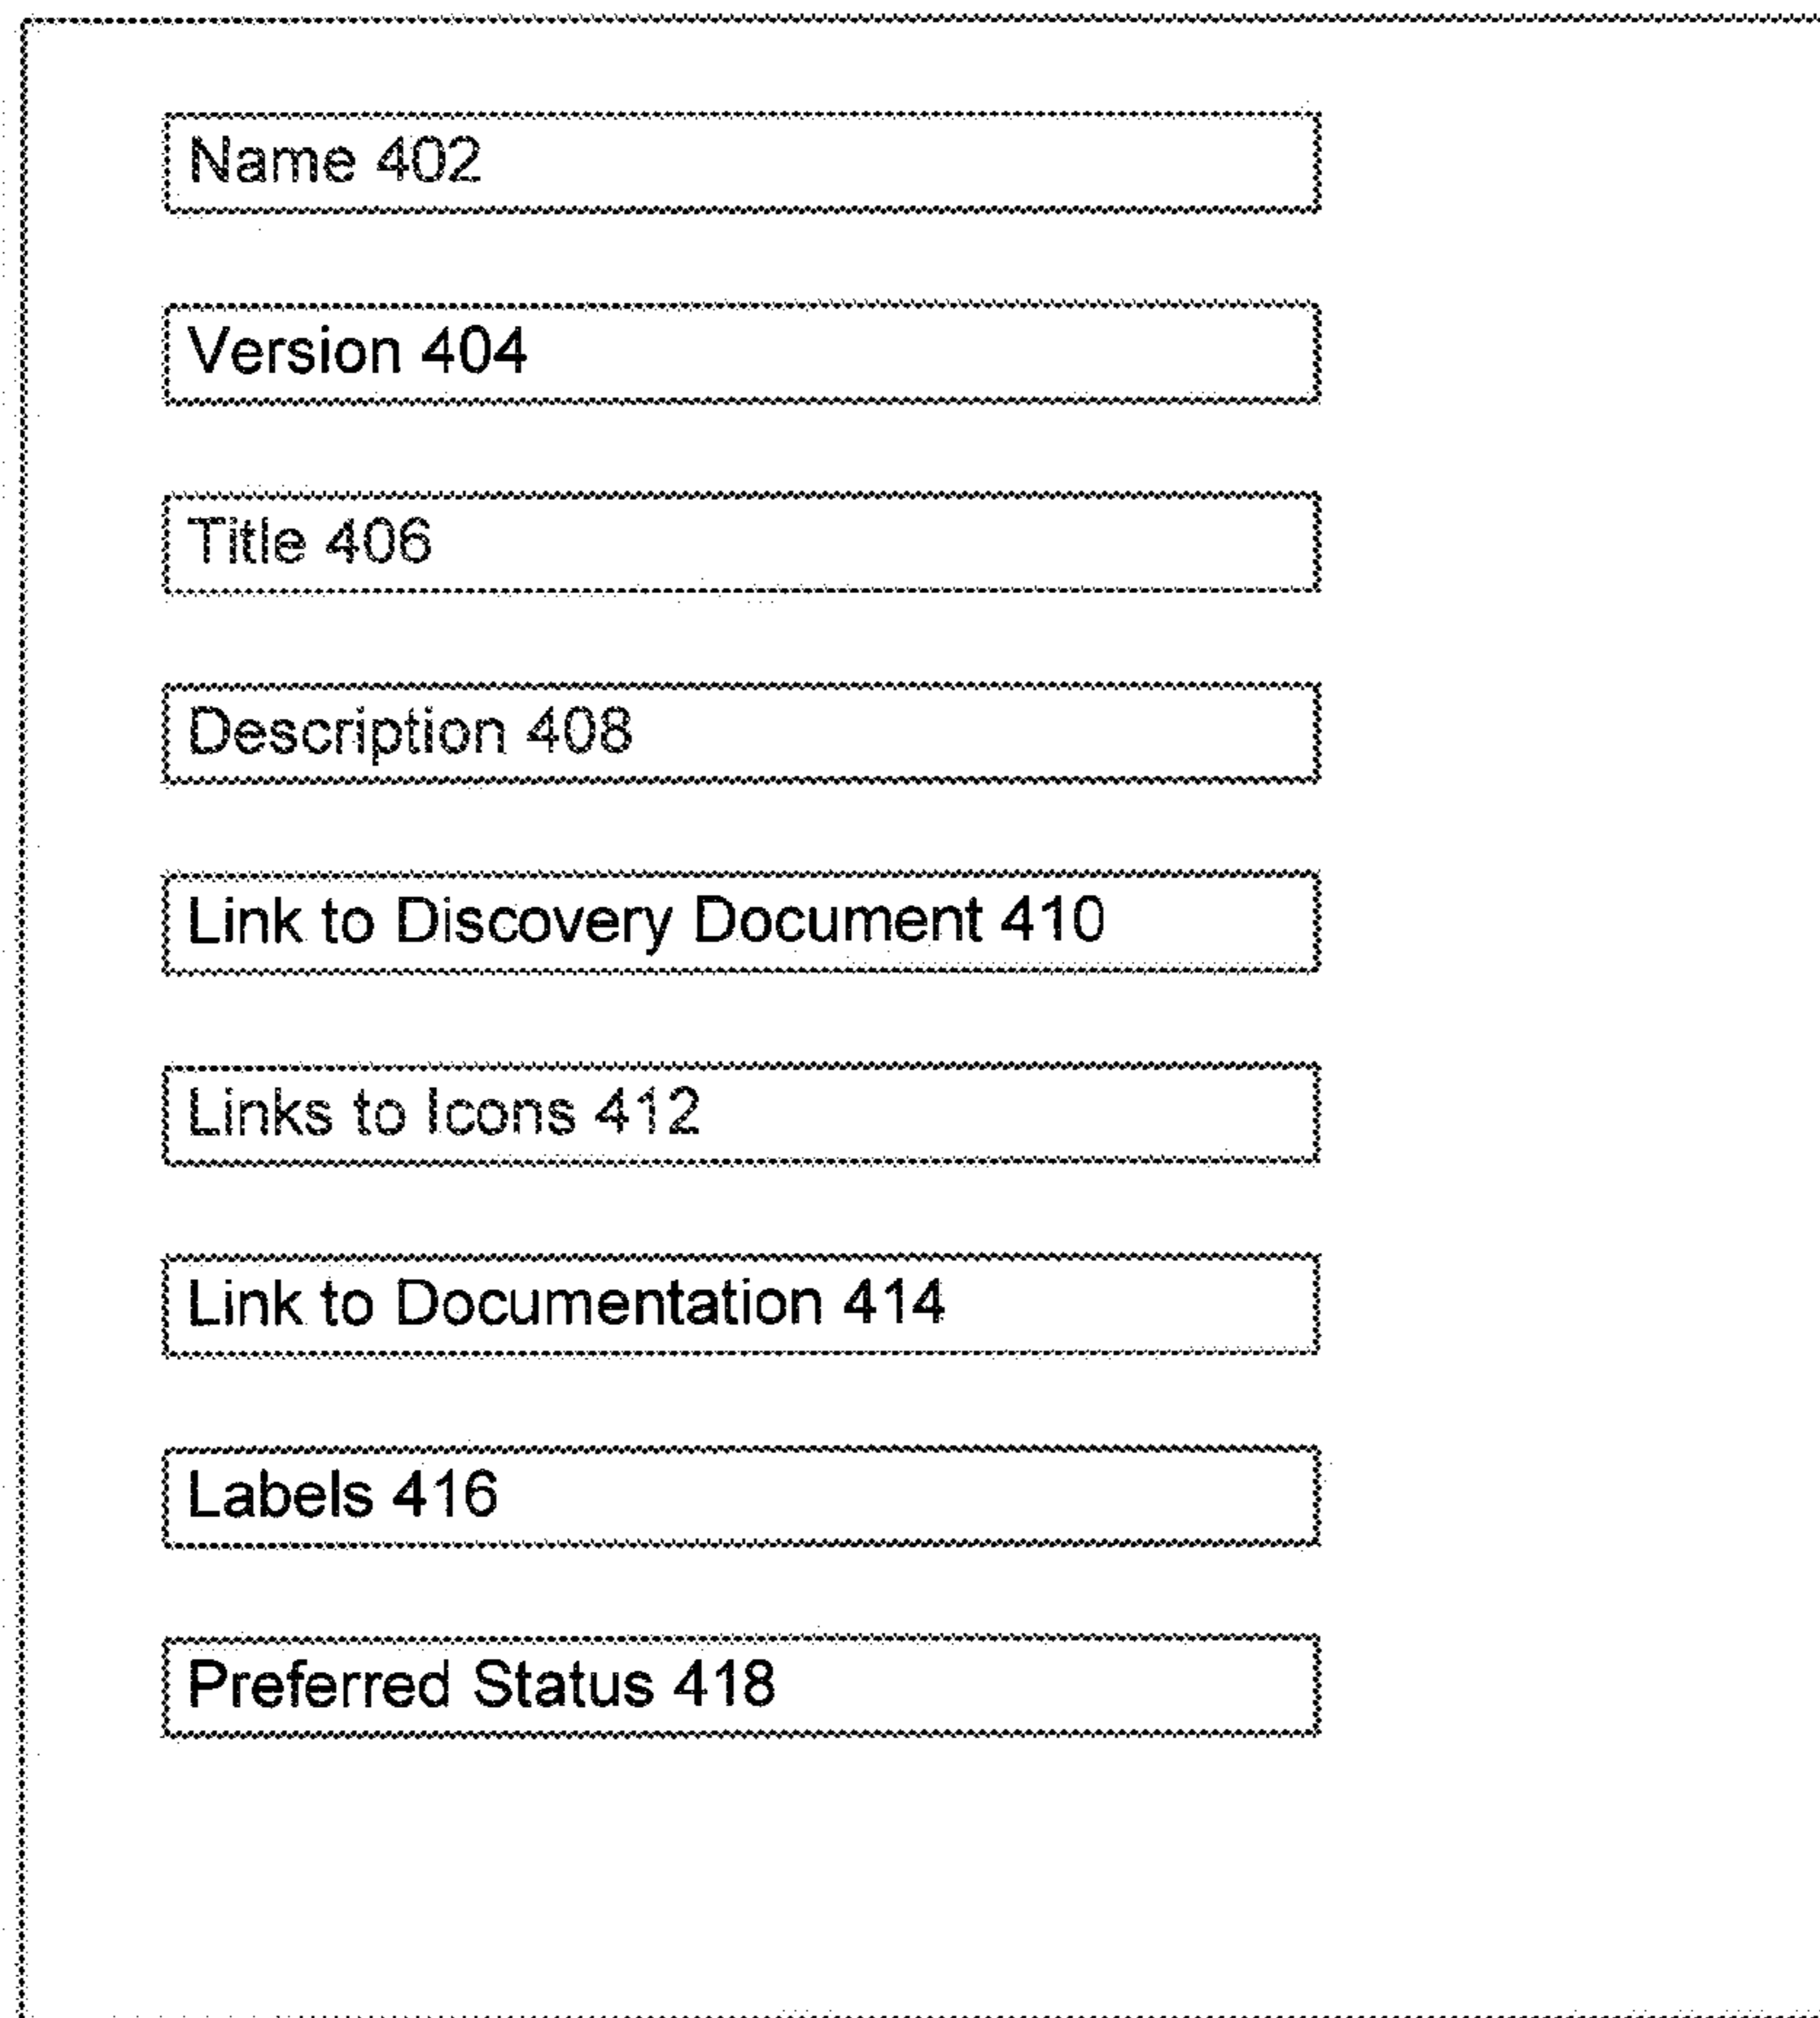 Name 402
Version 404
Title 406
Description 408
Link to Discovery Document 410
Links to Icons 412
Link to Documentation 414
Labels 416
Preferred Status 418